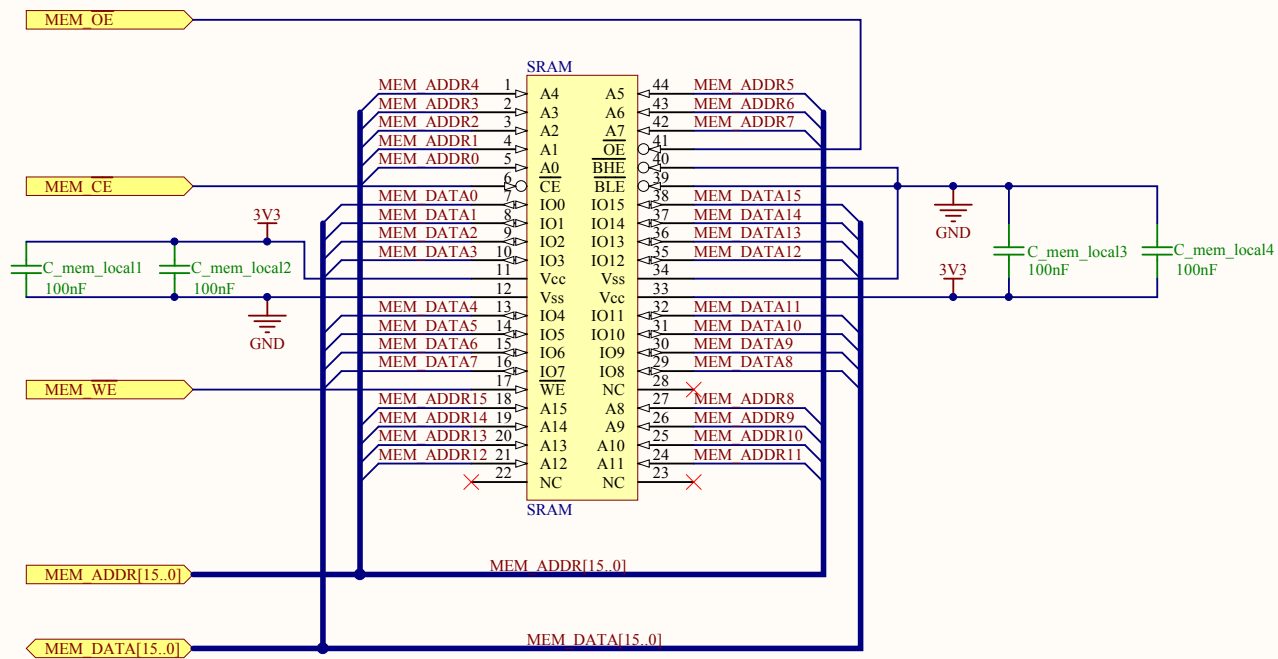 MEM_OE
SRAM
MEM_ADDR4 1 A4 A5 44 MEM_ADDR5
MEM_ADDR3 2 A3 A6 43 MEM_ADDR6
MEM_ADDR2 3 A2 A7 42 MEM_ADDR7
MEM_ADDR1 4 A1 OE 41
MEM_ADDR0 5 A0 BHE 40
MEM_CE 6 CE BLE 39
MEM_DATA0 7 IO0 IO15 38 MEM_DATA15
MEM_DATA1 8 IO1 IO14 37 MEM_DATA14
MEM_DATA2 9 IO2 IO13 36 MEM_DATA13
MEM_DATA3 10 IO3 IO12 35 MEM_DATA12
11 Vcc Vss 34
12 Vss Vcc 33
MEM_DATA4 13 IO4 IO11 32 MEM_DATA11
MEM_DATA5 14 IO5 IO10 31 MEM_DATA10
MEM_DATA6 15 IO6 IO9 30 MEM_DATA9
MEM_DATA7 16 IO7 IO8 29 MEM_DATA8
MEM_WE 17 WE NC 28
MEM_ADDR15 18 A15 A8 27 MEM_ADDR8
MEM_ADDR14 19 A14 A9 26 MEM_ADDR9
MEM_ADDR13 20 A13 A10 25 MEM_ADDR10
MEM_ADDR12 21 A12 A11 24 MEM_ADDR11
22 NC NC 23
SRAM
3V3
C_mem_local1
100nF
C_mem_local2
100nF
GND
GND
3V3
C_mem_local3
100nF
C_mem_local4
100nF
MEM_ADDR[15..0] MEM_ADDR[15..0]
MEM_DATA[15..0] MEM_DATA[15..0]